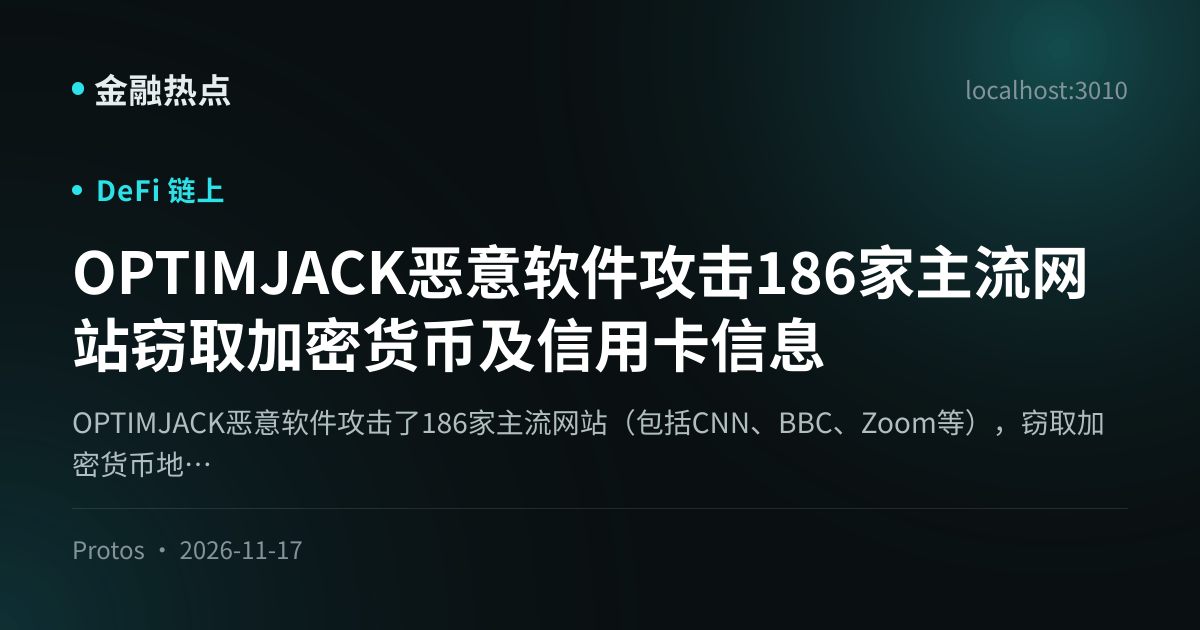 金融热点
localhost:3010
DeFi 链上
OPTIMJACK恶意软件攻击186家主流网
站窃取加密货币及信用卡信息
OPTIMJACK恶意软件攻击了186家主流网站（包括CNN、BBC、Zoom等），窃取加
密货币地…
Protos • 2026-11-17